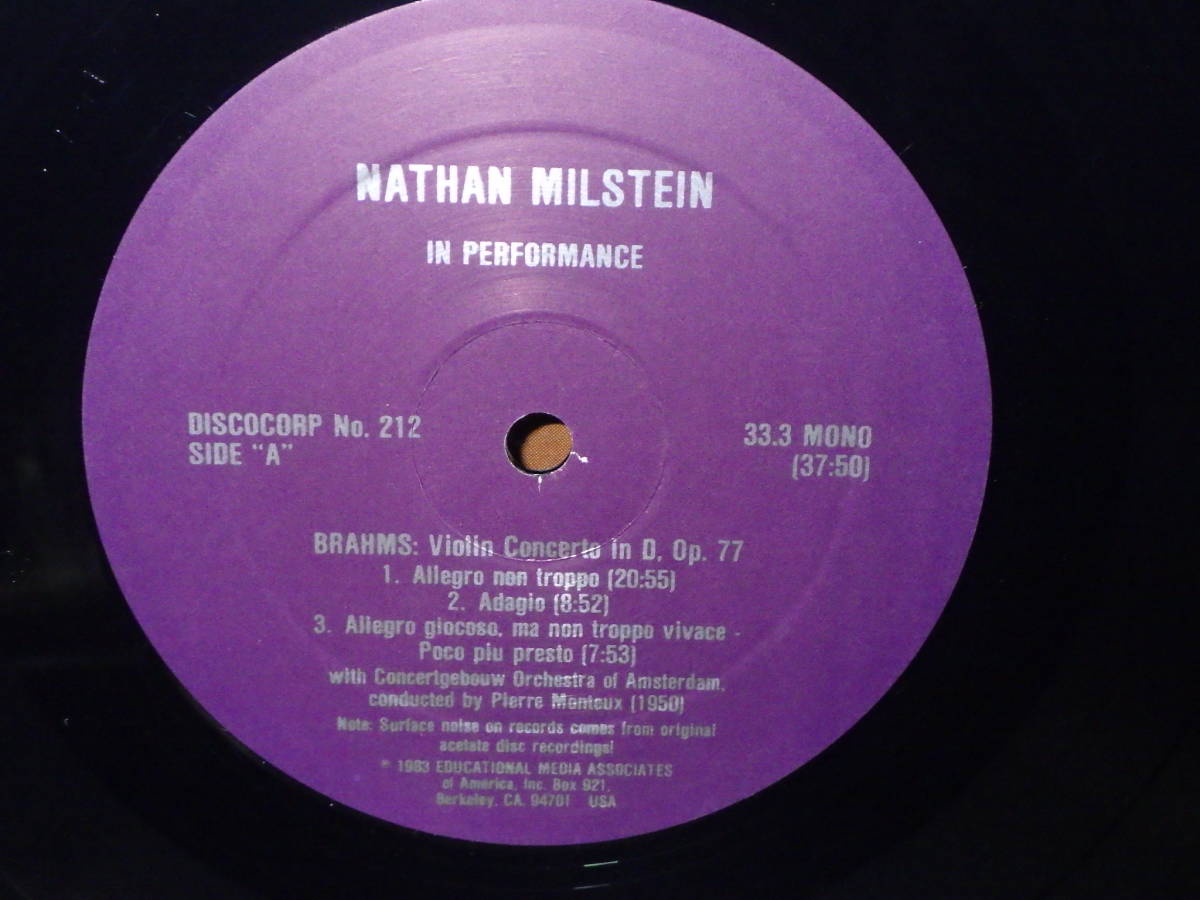 NATHAN MILSTEIN
IN PERFORMANCE
DISCOCORP No. 212
SIDE "A"
33.3 MONO
(37:50)
BRAHMS: Violin Concerto in D, Op. 77
1. Allegro non troppo (20:55)
2. Adagio (8:52)
3. Allegro giocoso, ma non troppo vivace -
Poco piu presto (7:53)
with Concertgebouw Orchestra of Amsterdam,
conducted by Pierre Monteux (1950)
Note: Surface noise on records comes from original
acetate disc recordings!
℗ 1983 EDUCATIONAL MEDIA ASSOCIATES
of America, Inc. Box 921,
Berkeley, CA. 94701 USA